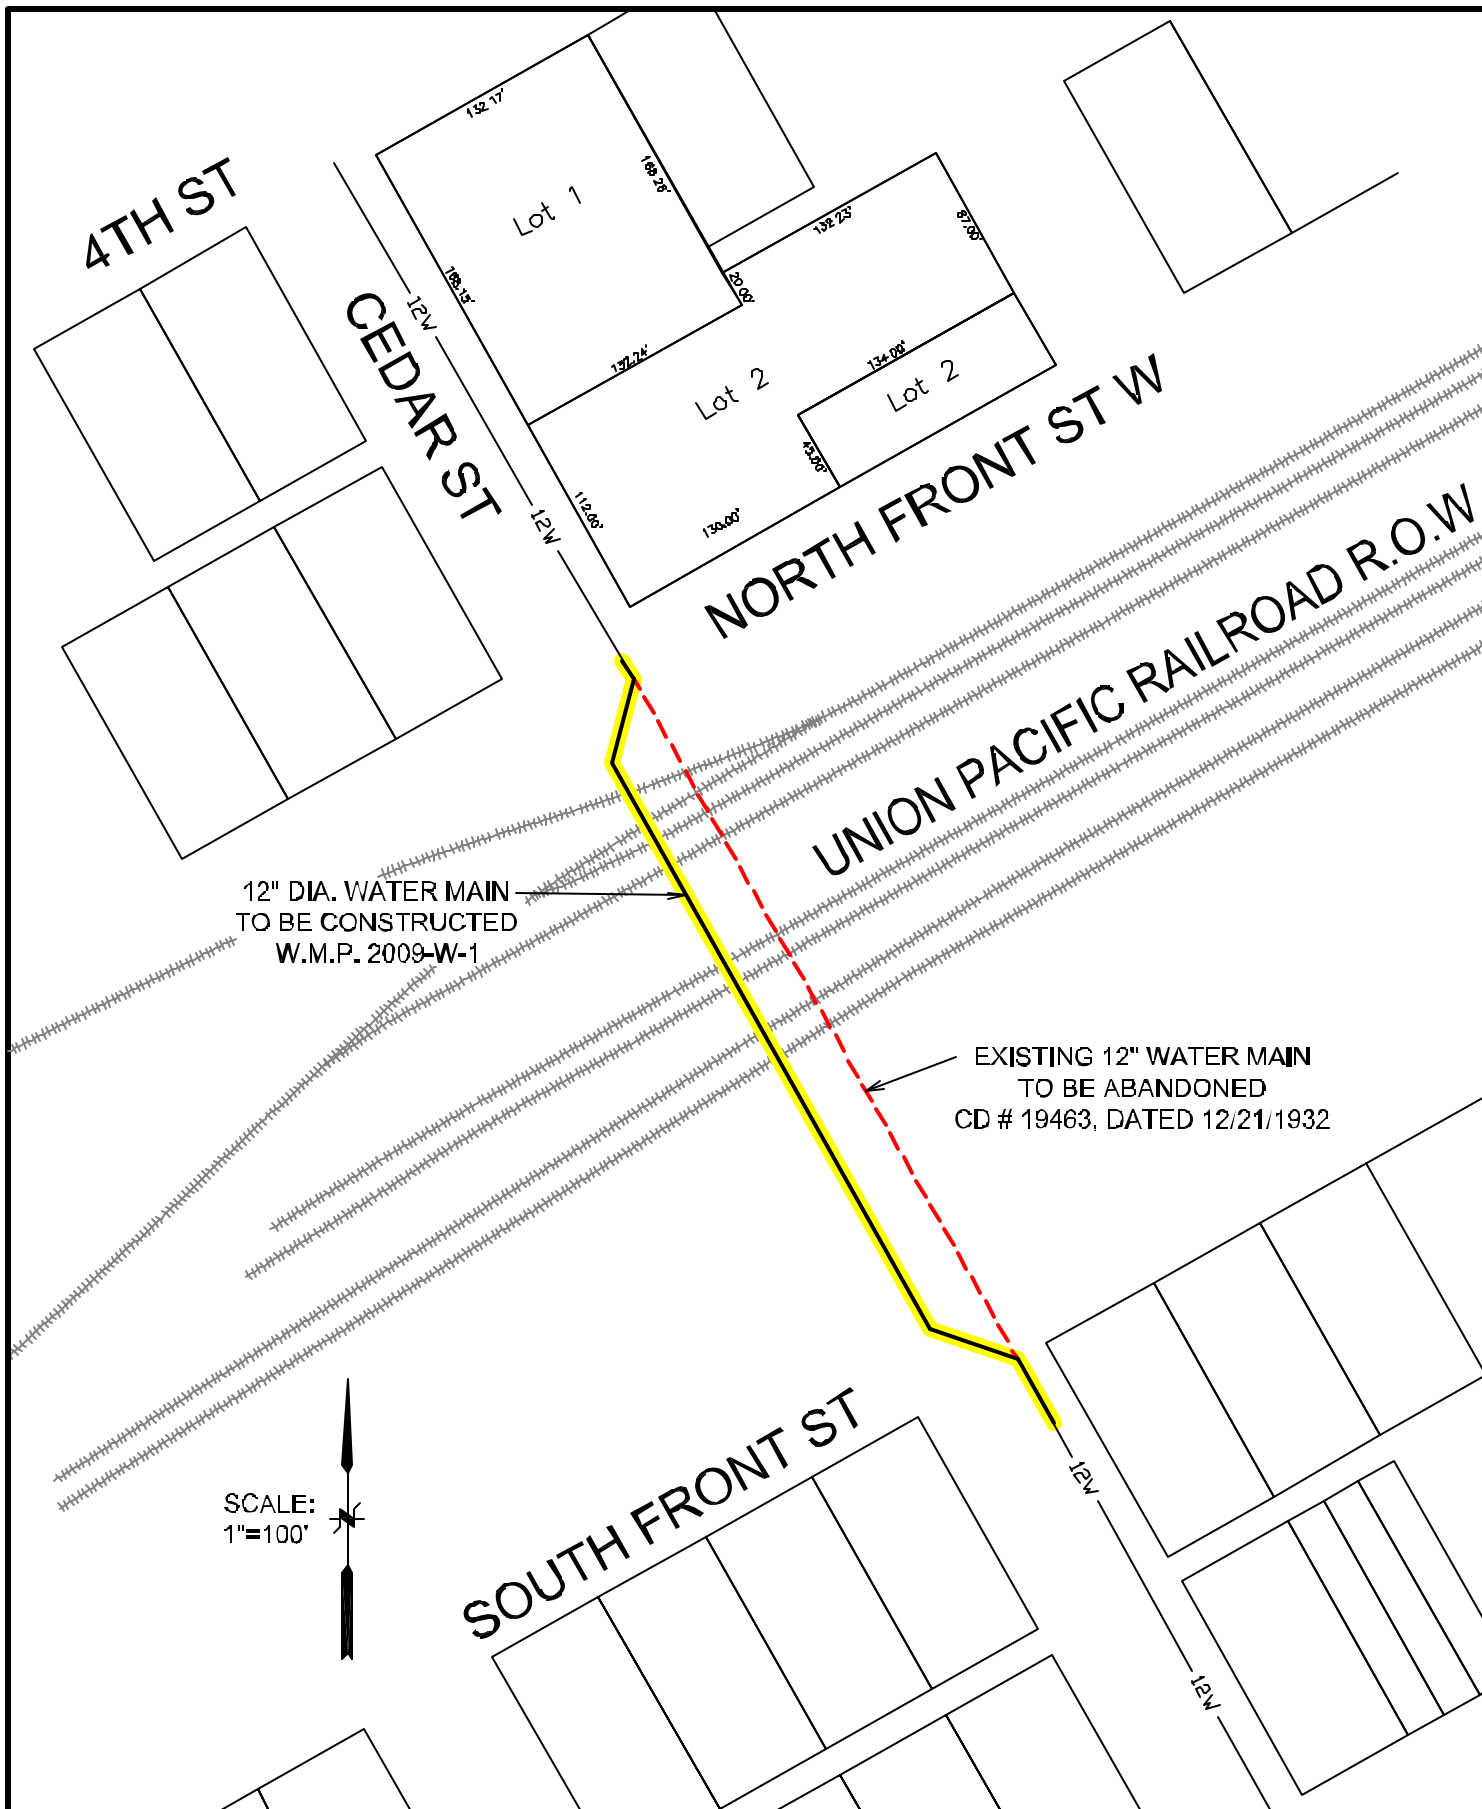 132.17'
4TH ST
168.26'
Lot 1
132.23'
87.00'
168.15'
20.00'
12W
CEDAR ST
132.24'
134.00'
Lot 2
Lot 2
NORTH FRONT ST W
45.00'
112.00'
130.00'
12W
UNION PACIFIC RAILROAD R.O.W
12" DIA. WATER MAIN
TO BE CONSTRUCTED
W.M.P. 2009-W-1
EXISTING 12" WATER MAIN
TO BE ABANDONED
CD # 19463, DATED 12/21/1932
SOUTH FRONT ST
12W
SCALE:
1"=100'
N
12W